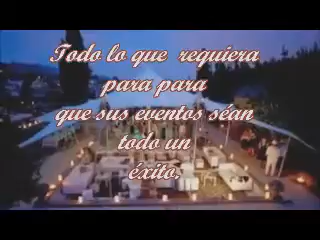 Todo lo que requiera
para para
que sus eventos séan
todo un
éxito.